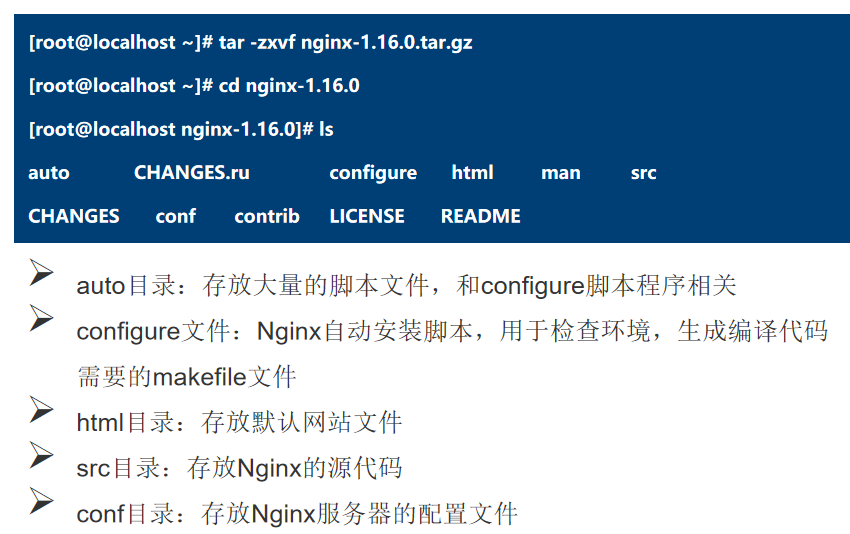 [root@localhost ~]# tar -zxvf nginx-1.16.0.tar.gz
[root@localhost ~]# cd nginx-1.16.0
[root@localhost nginx-1.16.0]# ls
auto CHANGES.ru configure html man src
CHANGES conf contrib LICENSE README
➢ auto目录：存放大量的脚本文件，和configure脚本程序相关
➢ configure文件：Nginx自动安装脚本，用于检查环境，生成编译代码
需要的makefile文件
➢ html目录：存放默认网站文件
➢ src目录：存放Nginx的源代码
➢ conf目录：存放Nginx服务器的配置文件